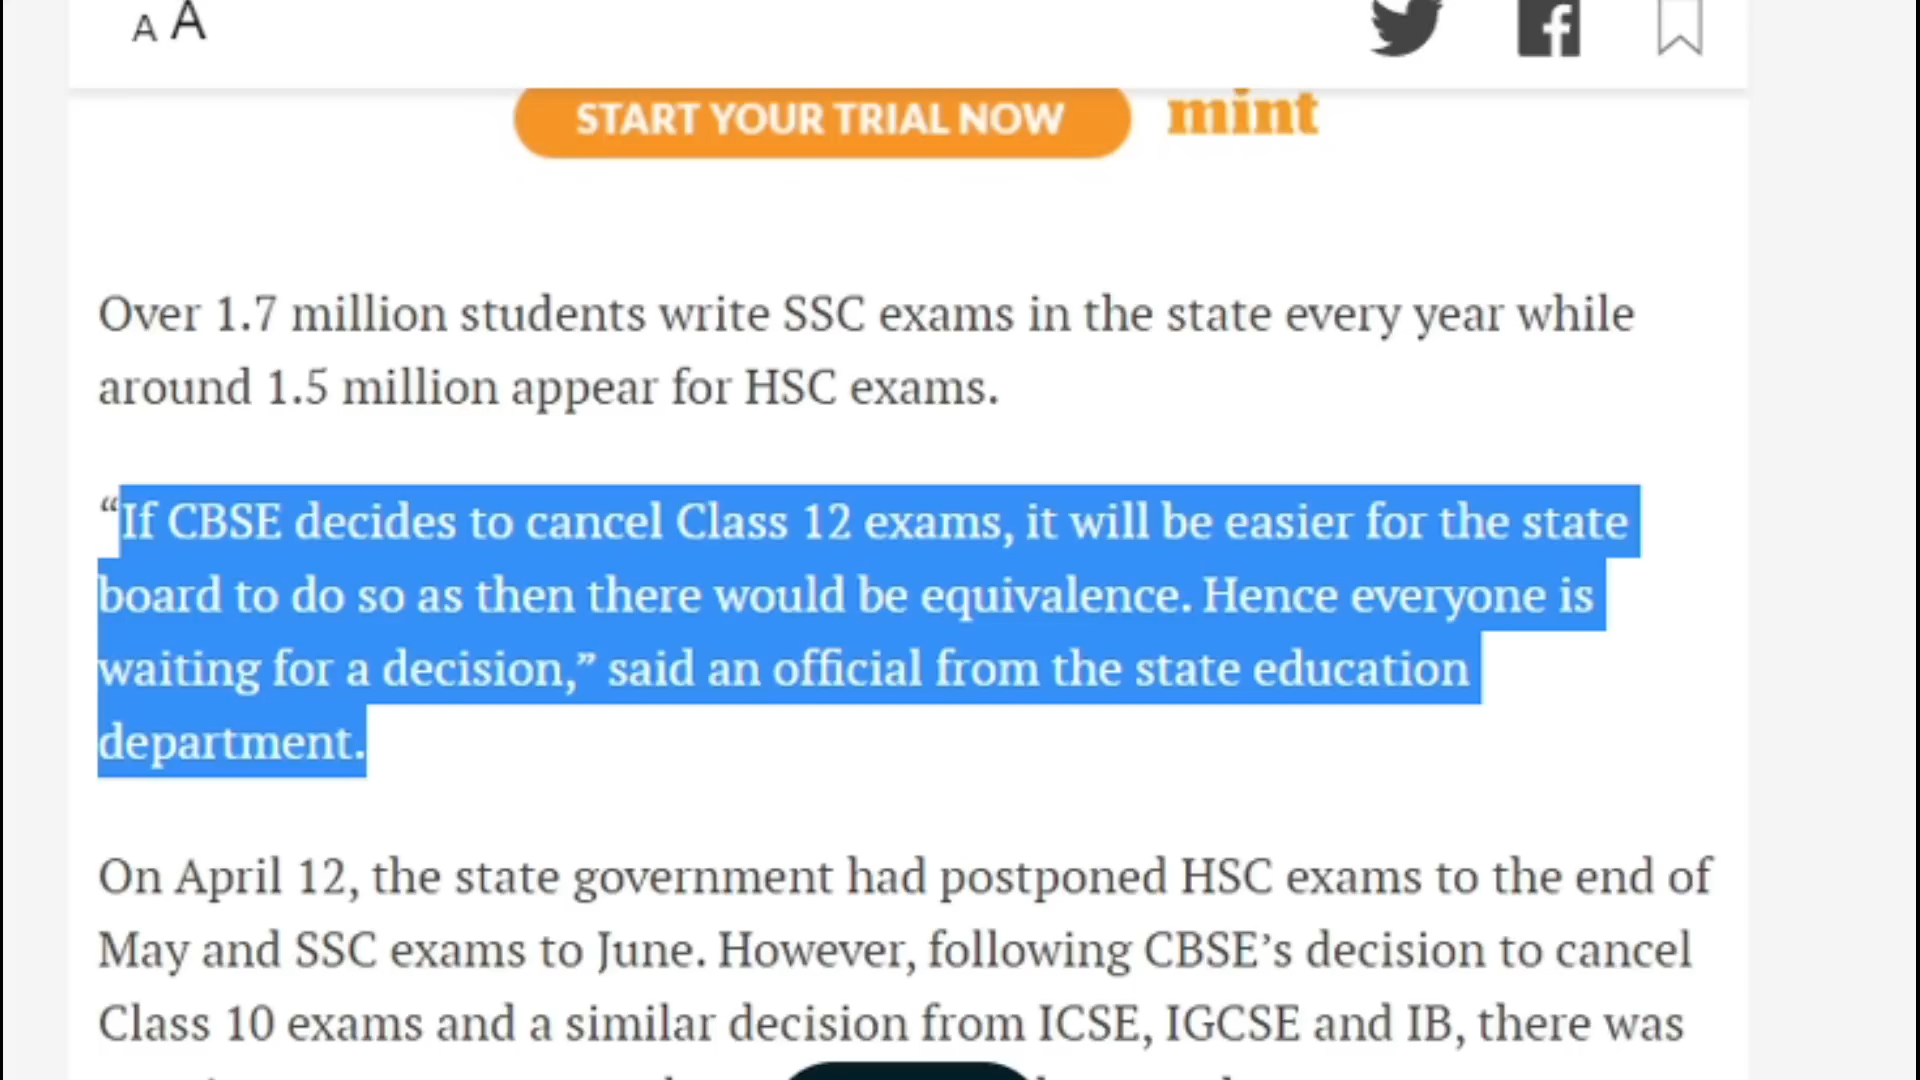 A A
START YOUR TRIAL NOW mint
Over 1.7 million students write SSC exams in the state every year while
around 1.5 million appear for HSC exams.
“If CBSE decides to cancel Class 12 exams, it will be easier for the state
board to do so as then there would be equivalence. Hence everyone is
waiting for a decision,” said an official from the state education
department.
On April 12, the state government had postponed HSC exams to the end of
May and SSC exams to June. However, following CBSE’s decision to cancel
Class 10 exams and a similar decision from ICSE, IGCSE and IB, there was